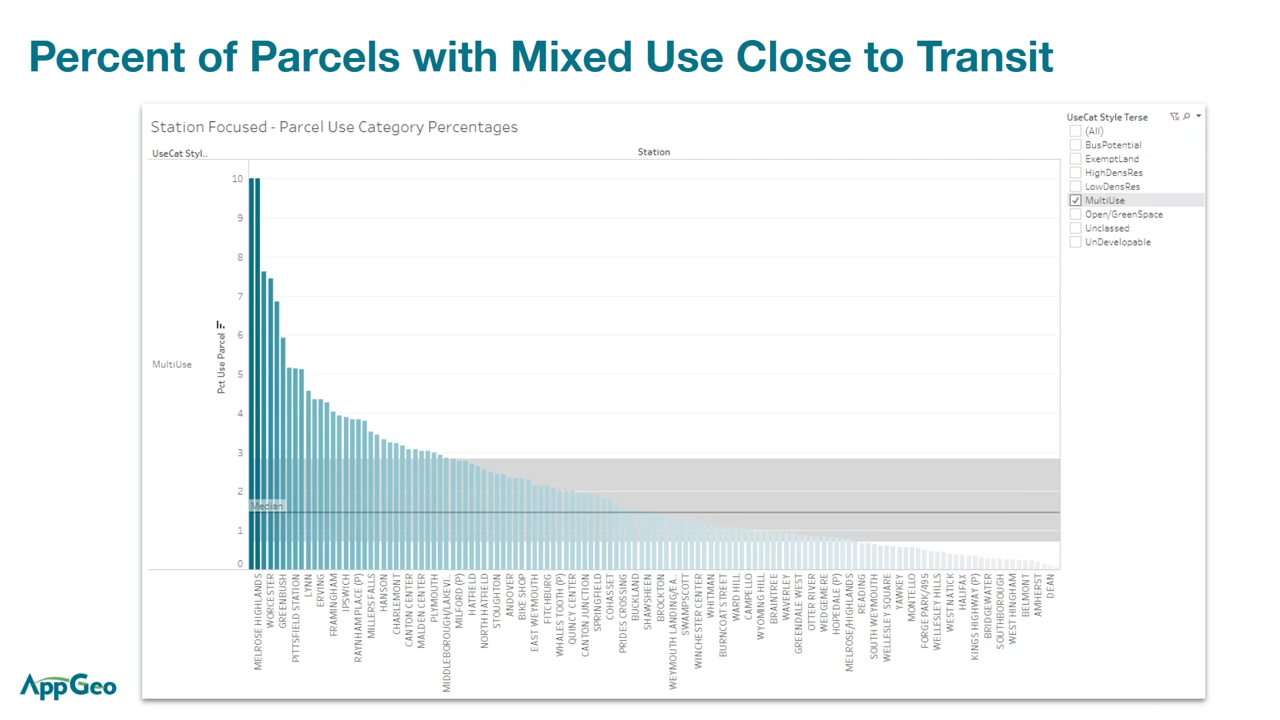 Percent of Parcels with Mixed Use Close to Transit
Station Focused - Parcel Use Category Percentages
UseCat Styl..
Station
MultiUse
Pct Use Parcel
10
9
8
7
6
5
4
3
2
1
0
Median
MELROSE HIGHLANDS
WORCESTER
GREENBUSH
PITTSFIELD STATION
LYNN
ERVING
FRAMINGHAM
IPSWICH
RAYNHAM PLACE (P)
MILLERS FALLS
HANSON
CHARLEMONT
CANTON CENTER
MALDEN CENTER
PLYMOUTH
MIDDLEBOROUGH/LAKEVI..
MILFORD (P)
HATFIELD
NORTH HATFIELD
STOUGHTON
ANDOVER
BIKE SHOP
EAST WEYMOUTH
FITCHBURG
WHALES TOOTH (P)
QUINCY CENTER
CANTON JUNCTION
SPRINGFIELD
COHASSET
PRIDES CROSSING
BUCKLAND
SHAWSHEEN
BROCKTON
WEYMOUTH LANDING/EA..
SWAMPSCOTT
WINCHESTER CENTER
WHITMAN
BURNCOAT STREET
WARD HILL
CAMPELLO
WYOMING HILL
BRAINTREE
WAVERLEY
GREENDALE WEST
OTTER RIVER
WEDGEMERE
HOPEDALE (P)
MELROSE/HIGHLANDS
READING
SOUTH WEYMOUTH
WELLESLEY SQUARE
YAWKEY
MONTELLO
FORGE PARK/495
WELLESLEY HILLS
WEST NATICK
HALIFAX
KINGS HIGHWAY (P)
BRIDGEWATER
SOUTHBOROUGH
WEST HINGHAM
BELMONT
AMHERST
DEAN
UseCat Style Terse
(All)
BusPotential
ExemptLand
HighDensRes
LowDensRes
MultiUse
Open/GreenSpace
Unclassed
UnDevelopable
AppGeo